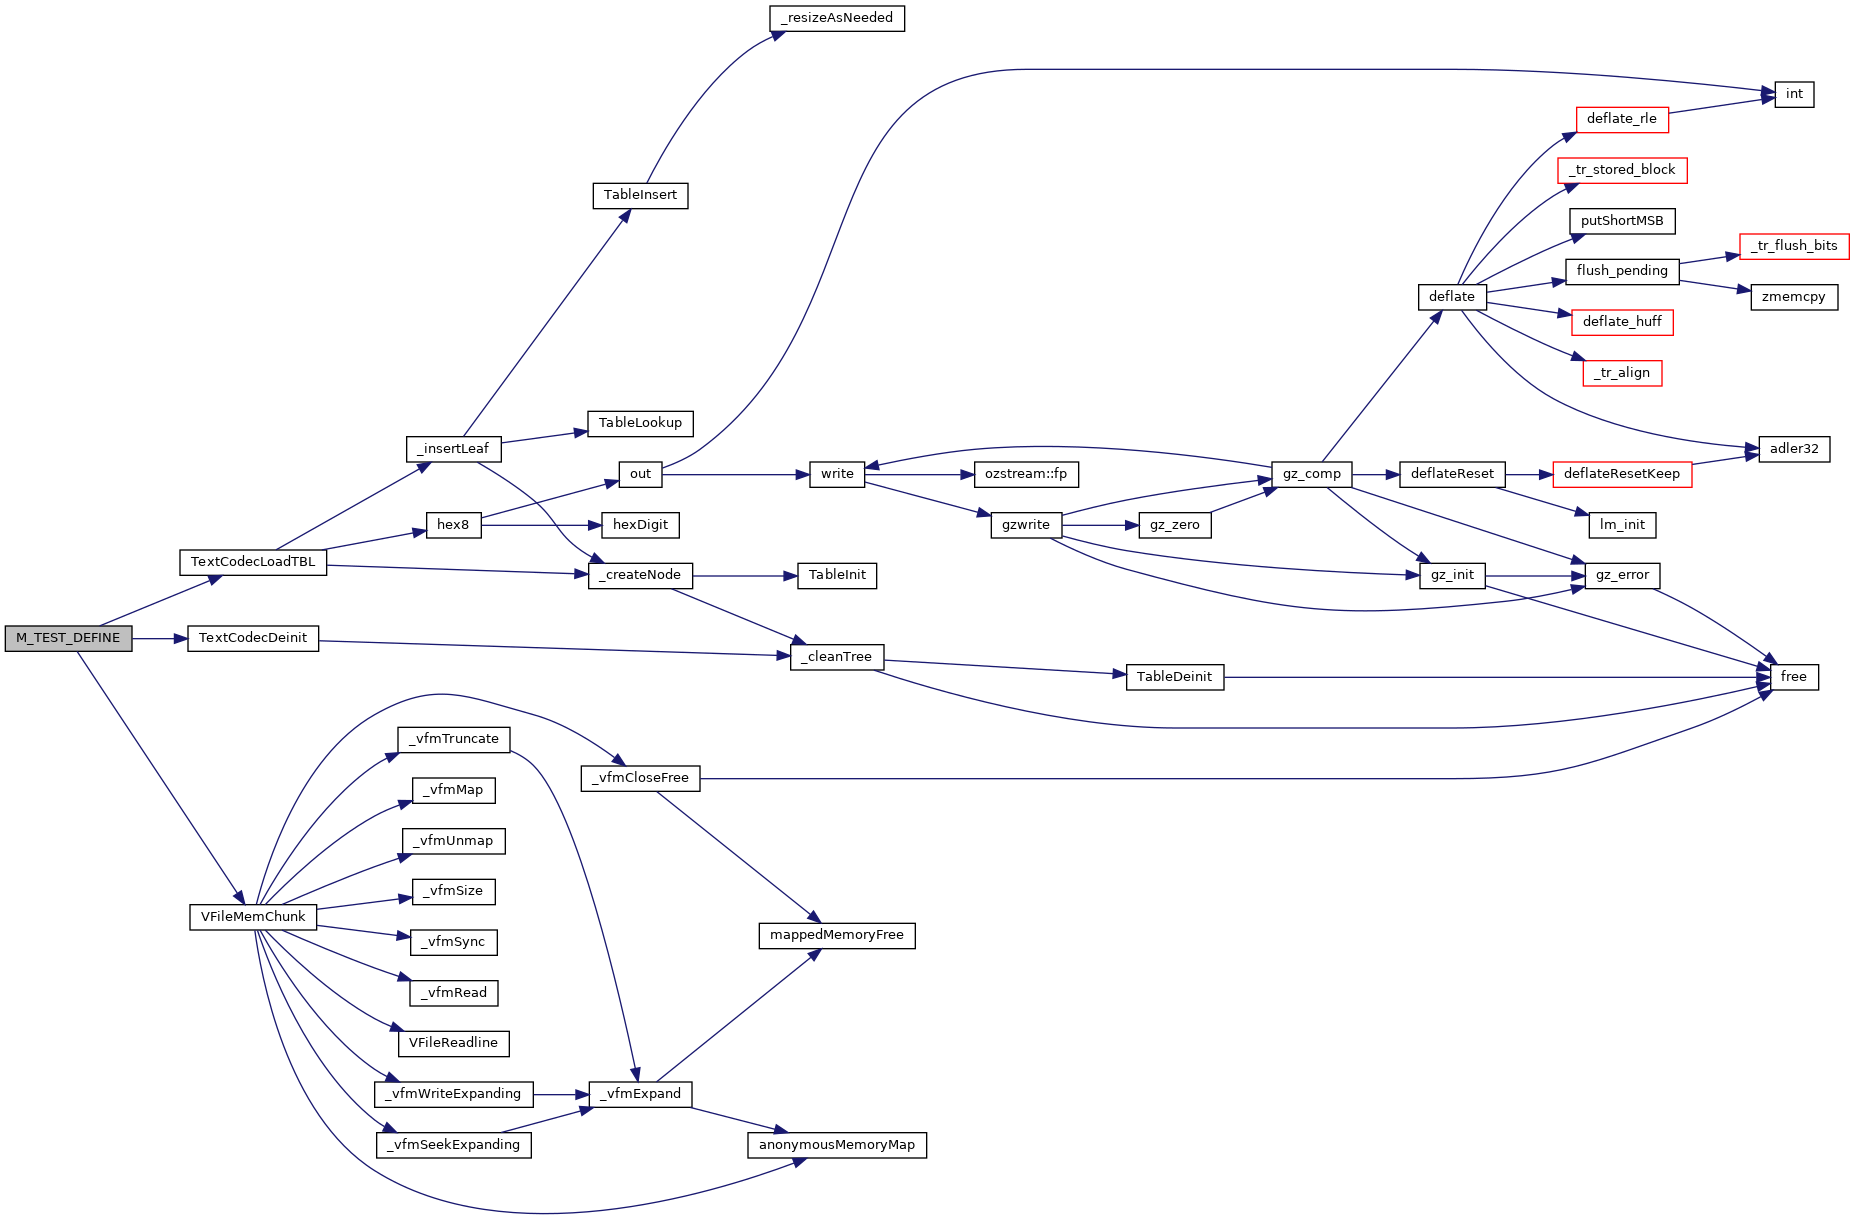 _resizeAsNeeded
int
deflate_rle
_tr_stored_block
TableInsert
putShortMSB
_tr_flush_bits
flush_pending
deflate
zmemcpy
deflate_huff
_tr_align
TableLookup
_insertLeaf
adler32
out
write
ozstream::fp
gz_comp
deflateReset
deflateResetKeep
hex8
hexDigit
gzwrite
gz_zero
lm_init
TextCodecLoadTBL
_createNode
TableInit
gz_init
gz_error
M_TEST_DEFINE
TextCodecDeinit
_cleanTree
TableDeinit
free
_vfmTruncate
_vfmCloseFree
_vfmMap
_vfmUnmap
_vfmSize
VFileMemChunk
mappedMemoryFree
_vfmSync
_vfmRead
VFileReadline
_vfmWriteExpanding
_vfmExpand
_vfmSeekExpanding
anonymousMemoryMap